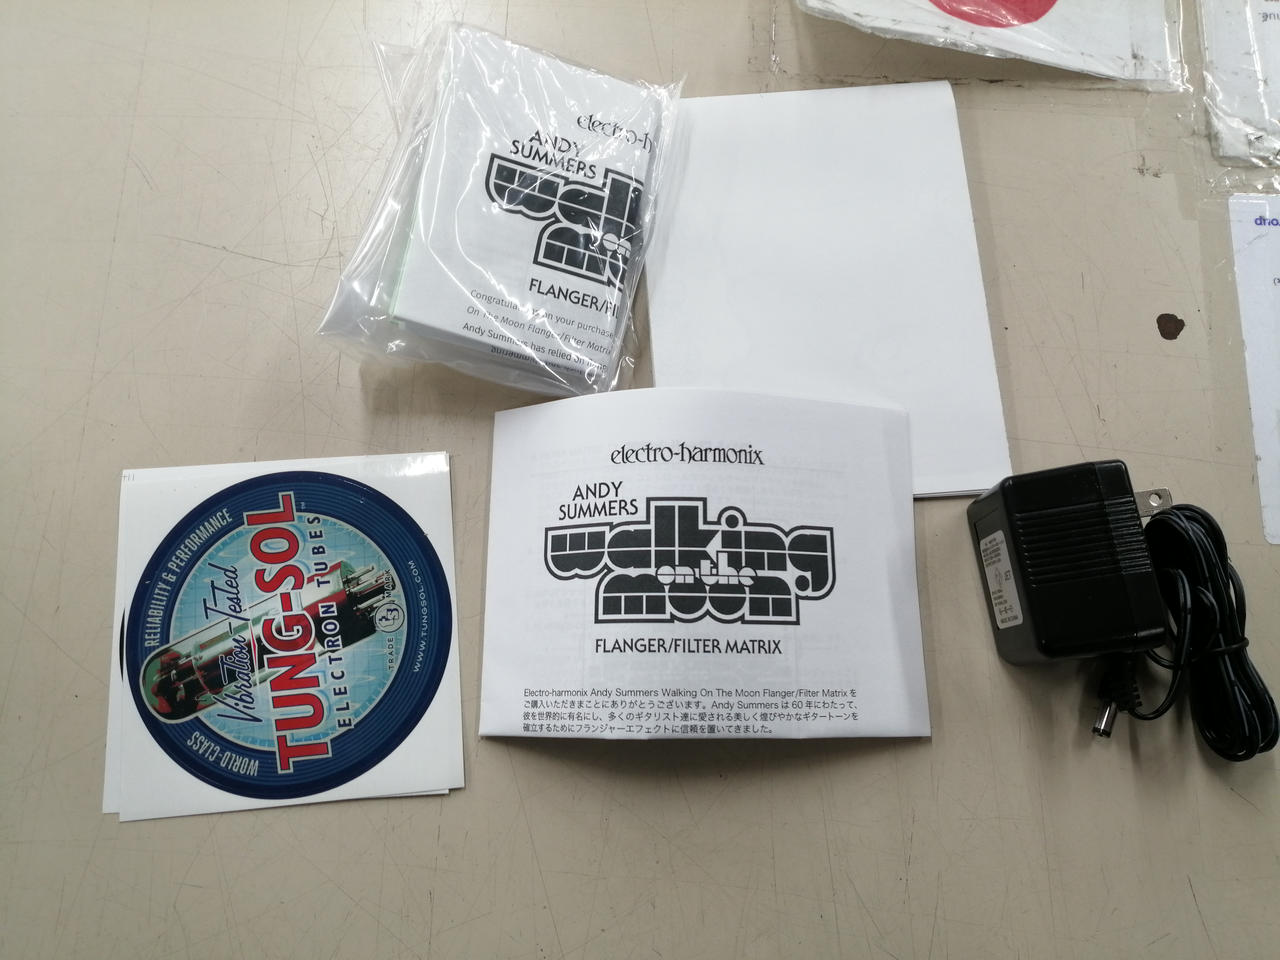 electro-h
ANDY
SUMMERS
walk
on
mo
FLANGER/FIL
Congratulations on your purchase
On The Moon Flanger/Filter Matrix
Andy Summers has relied on
electro-harmonix
ANDY
SUMMERS
walking
on the
moon
FLANGER/FILTER MATRIX
Electro-harmonix Andy Summers Walking On The Moon Flanger/Filter Matrix を
ご購入いただきまことにありがとうございます。Andy Summers は 60 年にわたって、
彼を世界的に有名にし、多くのギタリスト達に愛される美しく煌びやかなギタートーンを
確立するためにフランジャーエフェクトに信頼を置いてきました。
RELIABILITY & PERFORMANCE
Vibration-Tested
TUNG-SOL
ELECTRON TUBES
TRADE MARK
WWW.TUNGSOL.COM
WORLD-CLASS